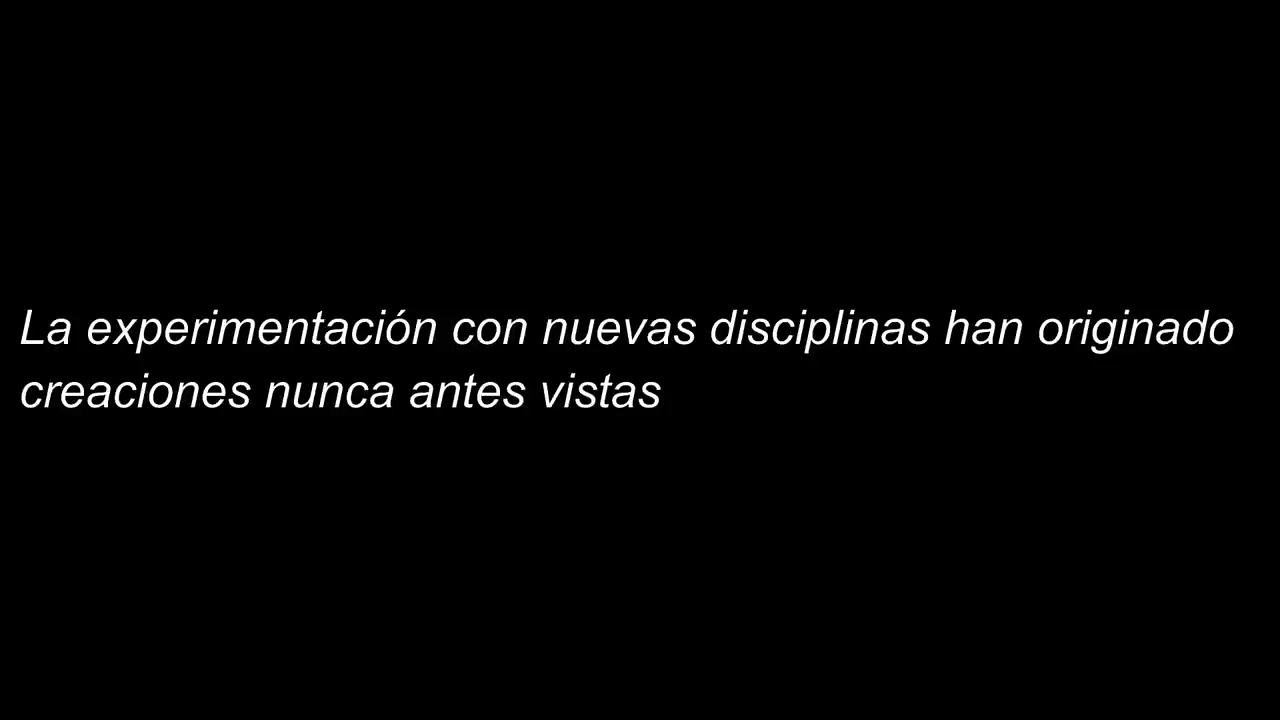 La experimentación con nuevas disciplinas han originado
creaciones nunca antes vistas